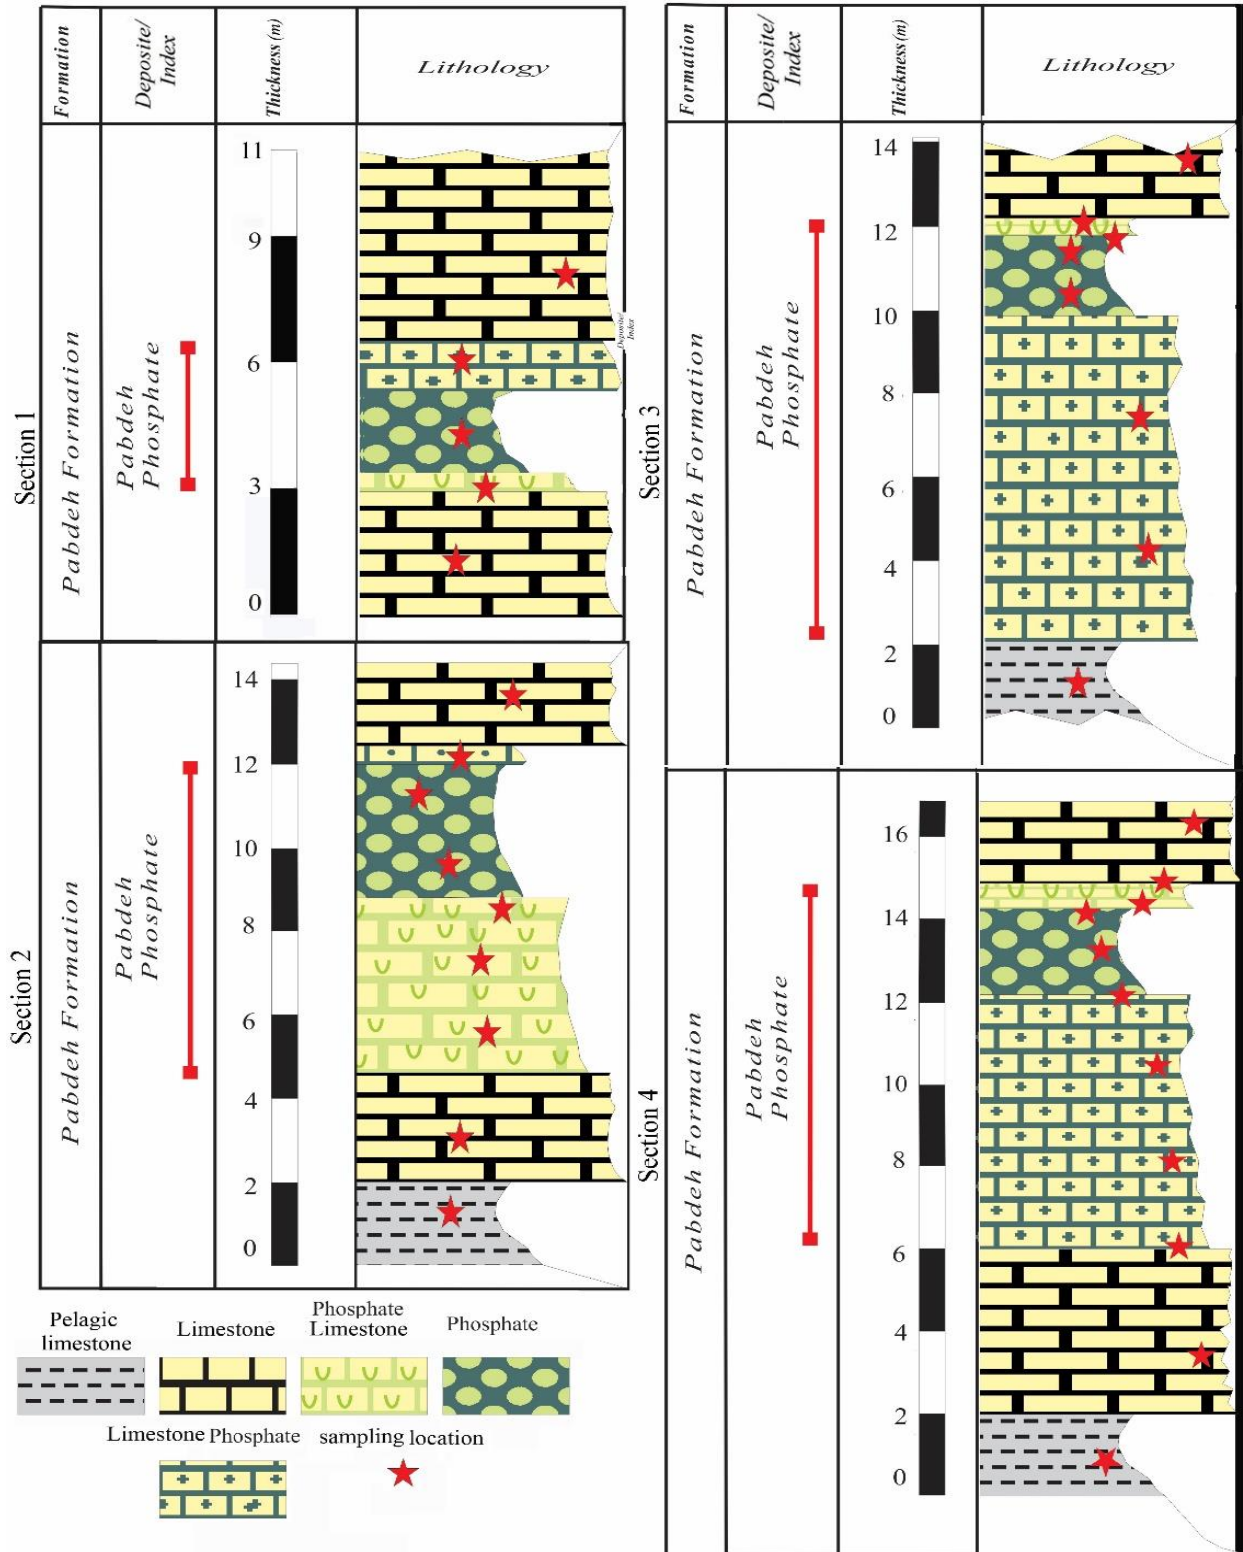 Formation
Deposite/
Index
Thickness (m)
Lithology
Section 1
Pabdeh Formation
Pabdeh
Phosphate
11
9
6
3
0
Deposite/
Index
Section 2
Pabdeh Formation
Pabdeh
Phosphate
14
12
10
8
6
4
2
0
Formation
Deposite/
Index
Thickness (m)
Lithology
Section 3
Pabdeh Formation
Pabdeh
Phosphate
14
12
10
8
6
4
2
0
Section 4
Pabdeh Formation
Pabdeh
Phosphate
16
14
12
10
8
6
4
2
0
Pelagic
limestone
Limestone
Phosphate
Limestone
Phosphate
Limestone Phosphate
sampling location